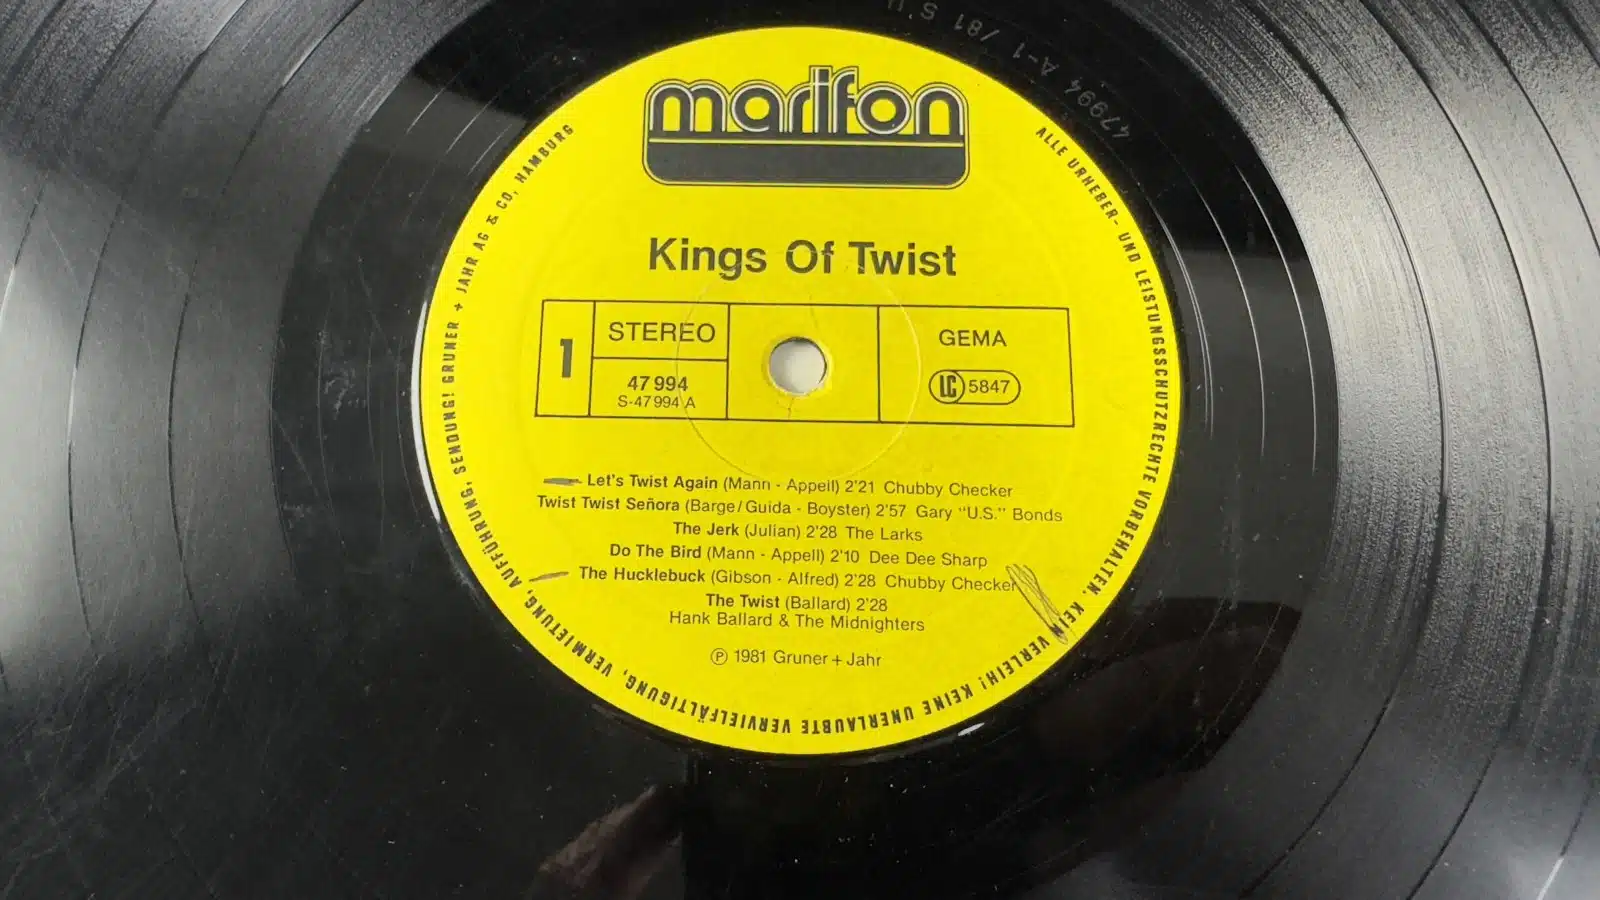 marifon
Kings Of Twist
1
STEREO
47 994
S-47 994 A
GEMA
LC 5847
Let's Twist Again (Mann - Appell) 2'21 Chubby Checker
Twist Twist Señora (Barge/Guida - Boyster) 2'57 Gary "U.S." Bonds
The Jerk (Julian) 2'28 The Larks
Do The Bird (Mann - Appell) 2'10 Dee Dee Sharp
The Hucklebuck (Gibson - Alfred) 2'28 Chubby Checker
The Twist (Ballard) 2'28
Hank Ballard & The Midnighters
Ⓟ 1981 Gruner + Jahr
ALLE URHEBER- UND LEISTUNGSSCHUTZRECHTE VORBEHALTEN. KEIN VERLEIH! KEINE UNERLAUBTE VERVIELFÄLTIGUNG, VERMIETUNG, AUFFÜHRUNG, SENDUNG! GRUNER + JAHR AG & CO, HAMBURG
47994 A-1 /81 S